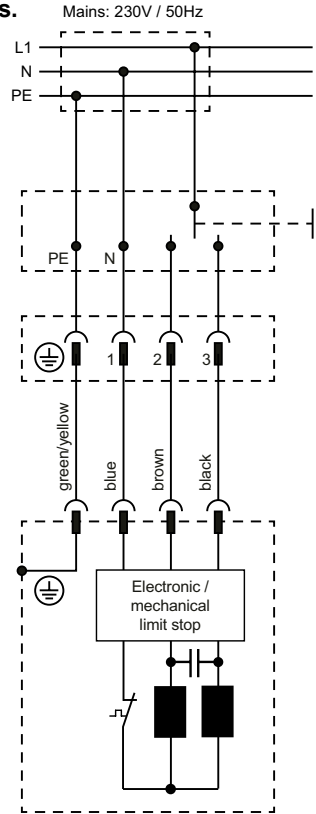 s.
Mains: 230V / 50Hz
L1
N
PE
PE N
1 2 3
green/yellow
blue
brown
black
Electronic /
mechanical
limit stop